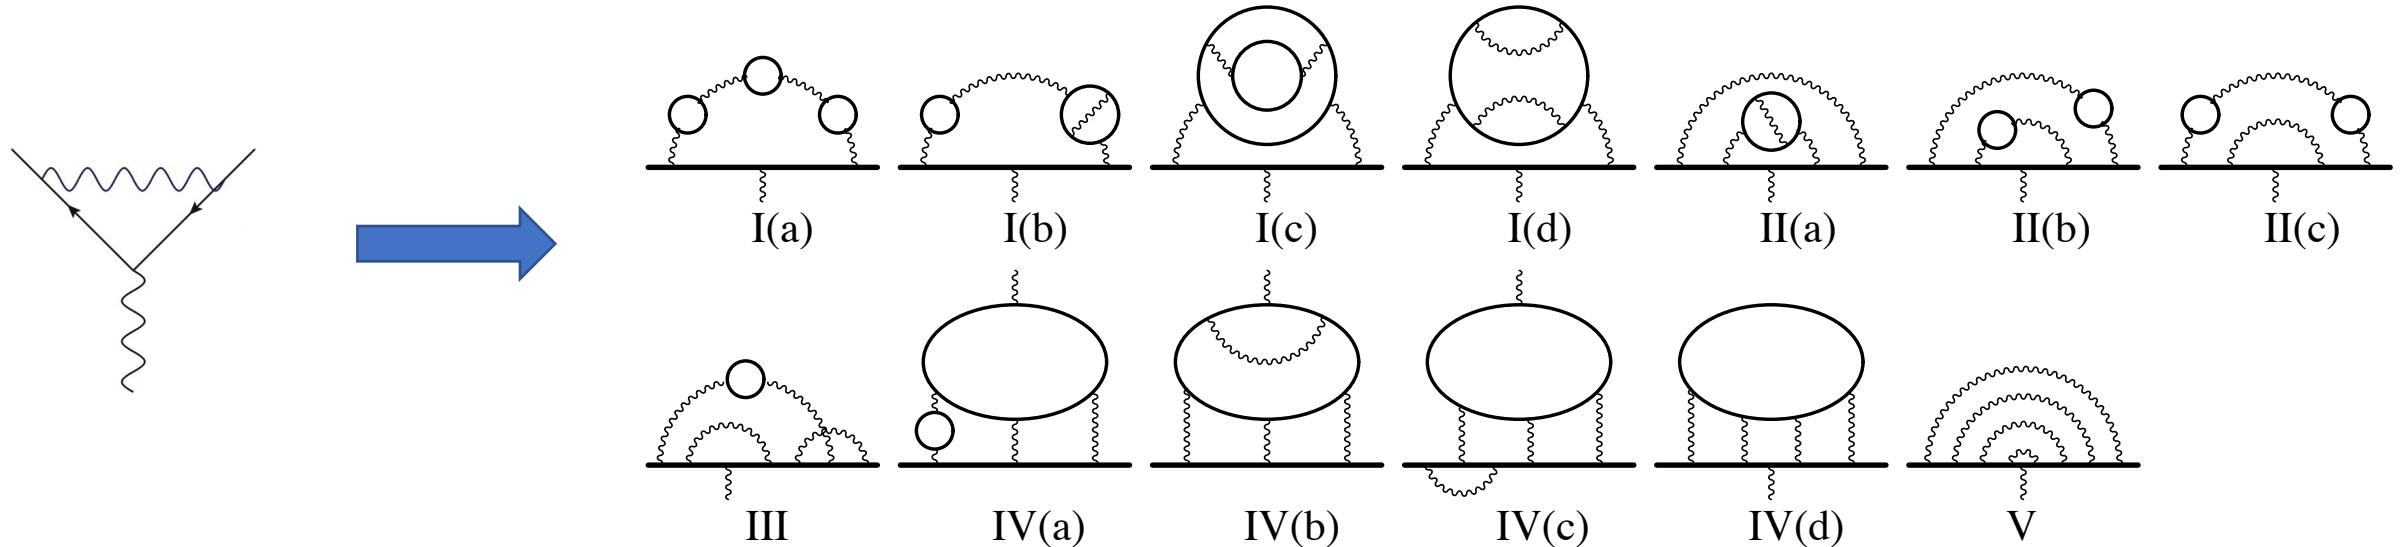 I(a) I(b) I(c) I(d) II(a) II(b) II(c)
III IV(a) IV(b) IV(c) IV(d) V